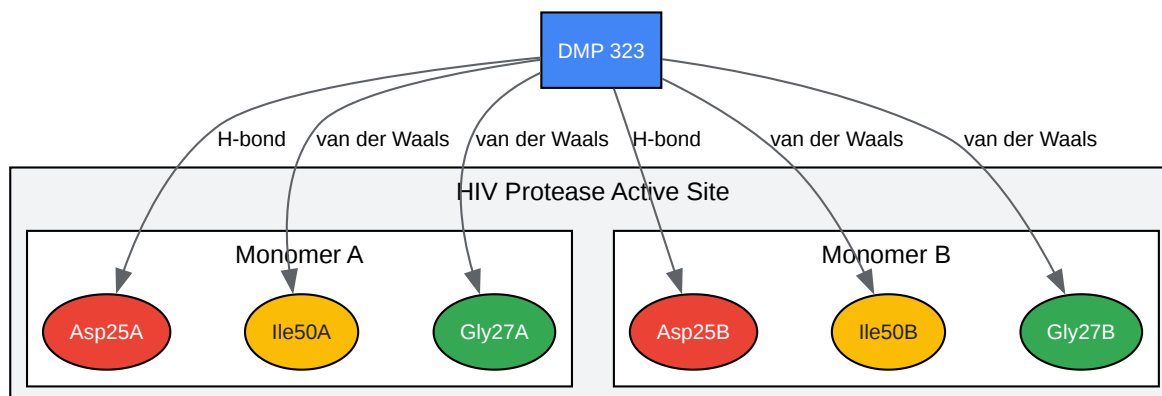 DMP 323
H-bond
van der Waals
van der Waals
H-bond
van der Waals
van der Waals
HIV Protease Active Site
Monomer A
Monomer B
Asp25A
Ile50A
Gly27A
Asp25B
Ile50B
Gly27B